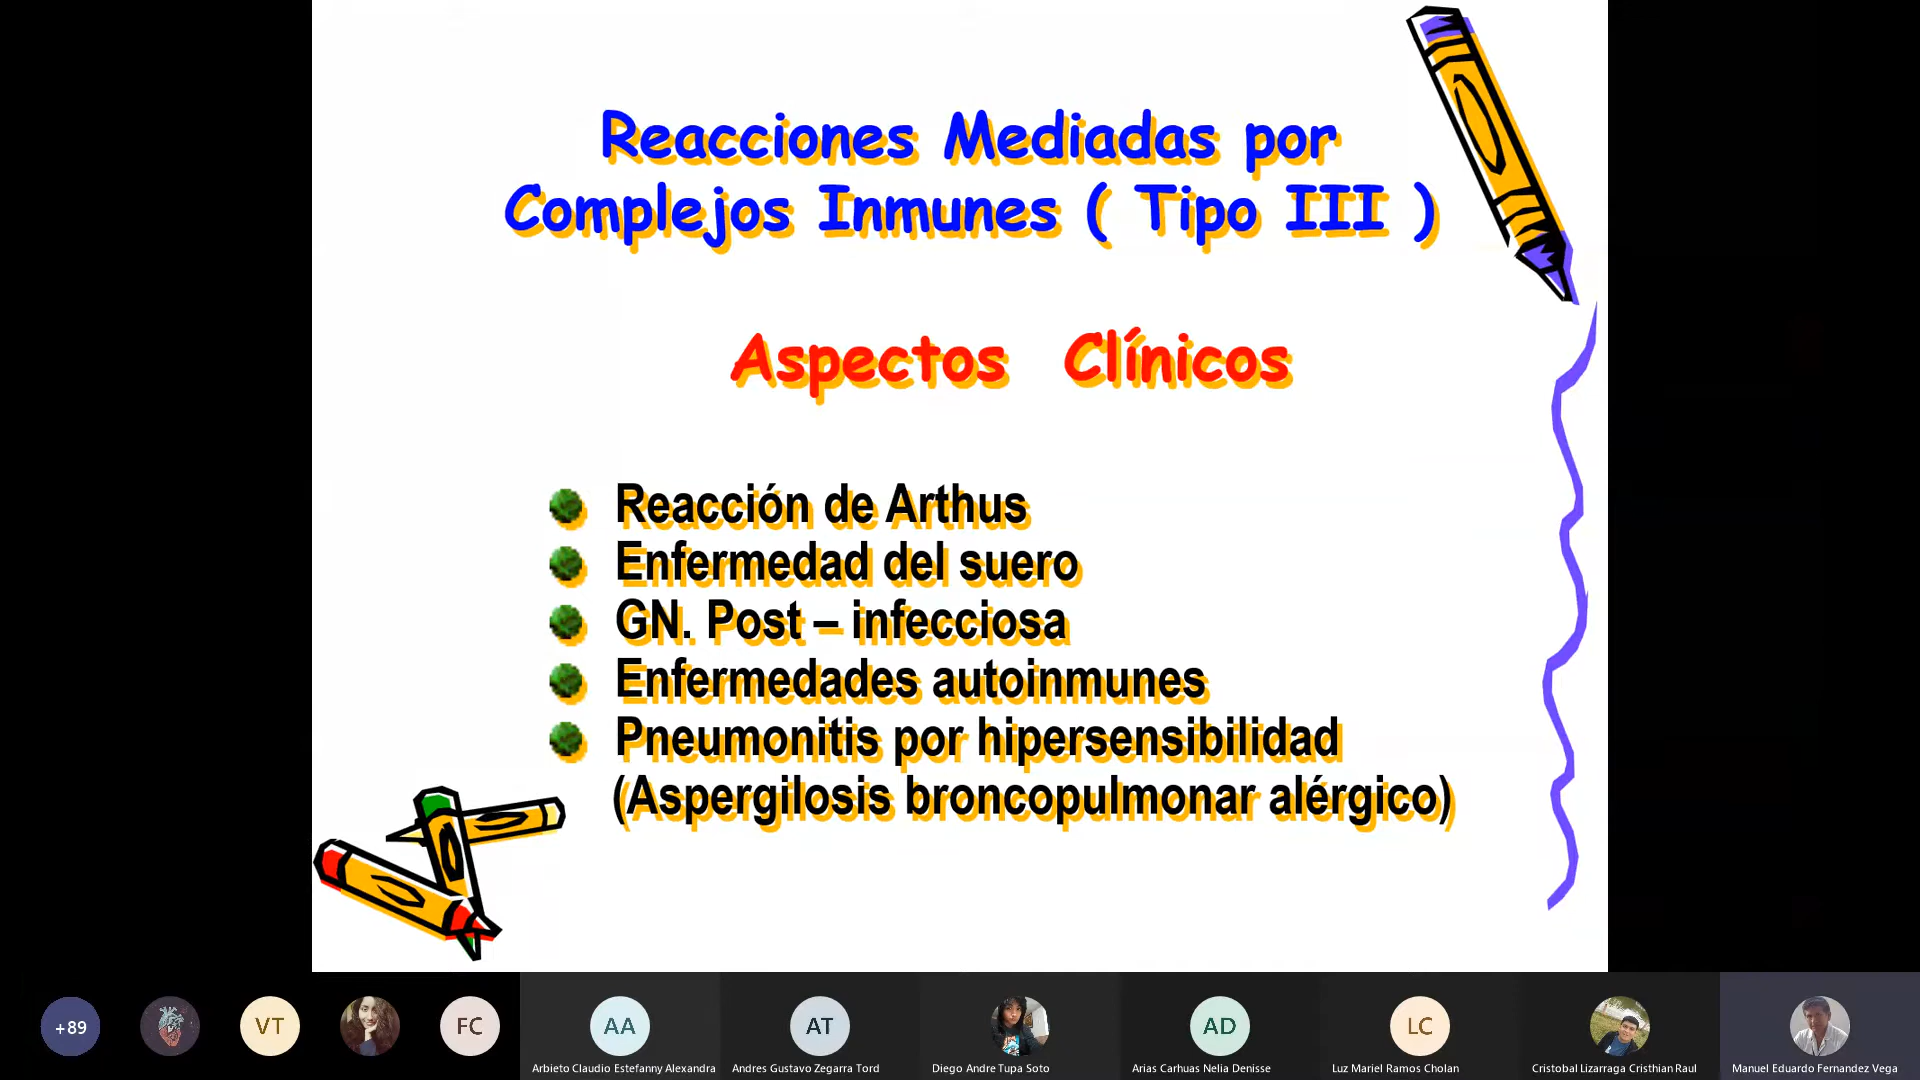 Reacciones Mediadas por
Complejos Inmunes ( Tipo III )
Aspectos Clínicos
Reacción de Arthus
Enfermedad del suero
GN. Post – infecciosa
Enfermedades autoinmunes
Pneumonitis por hipersensibilidad
(Aspergilosis broncopulmonar alérgico)
+89
VT
FC
AA
AT
AD
LC
Arbieto Claudio Estefanny Alexandra
Andres Gustavo Zegarra Tord
Diego Andre Tupa Soto
Arias Carhuas Nelia Denisse
Luz Mariel Ramos Cholan
Cristobal Lizarraga Cristhian Raul
Manuel Eduardo Fernandez Vega